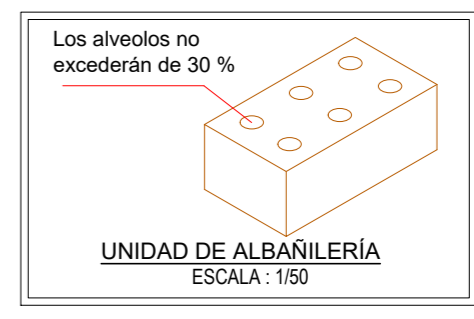 Los alveolos no
excederán de 30 %
UNIDAD DE ALBAÑILERÍA
ESCALA : 1/50